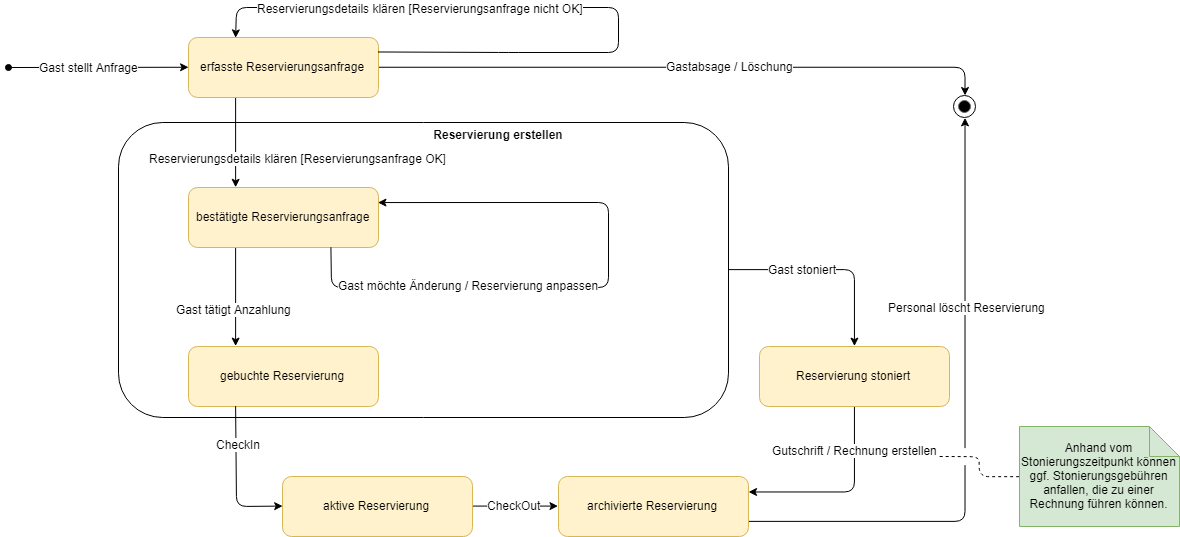 Reservierungsdetails klären [Reservierungsanfrage nicht OK]
Gast stellt Anfrage
erfasste Reservierungsanfrage
Gastabsage / Löschung
Reservierung erstellen
Reservierungsdetails klären [Reservierungsanfrage OK]
bestätigte Reservierungsanfrage
Gast stoniert
Gast möchte Änderung / Reservierung anpassen
Gast tätigt Anzahlung
Personal löscht Reservierung
gebuchte Reservierung
Reservierung stoniert
CheckIn
Gutschrift / Rechnung erstellen
Anhand vom
Stonierungszeitpunkt können
ggf. Stonierungsgebühren
anfallen, die zu einer
Rechnung führen können.
aktive Reservierung
CheckOut
archivierte Reservierung